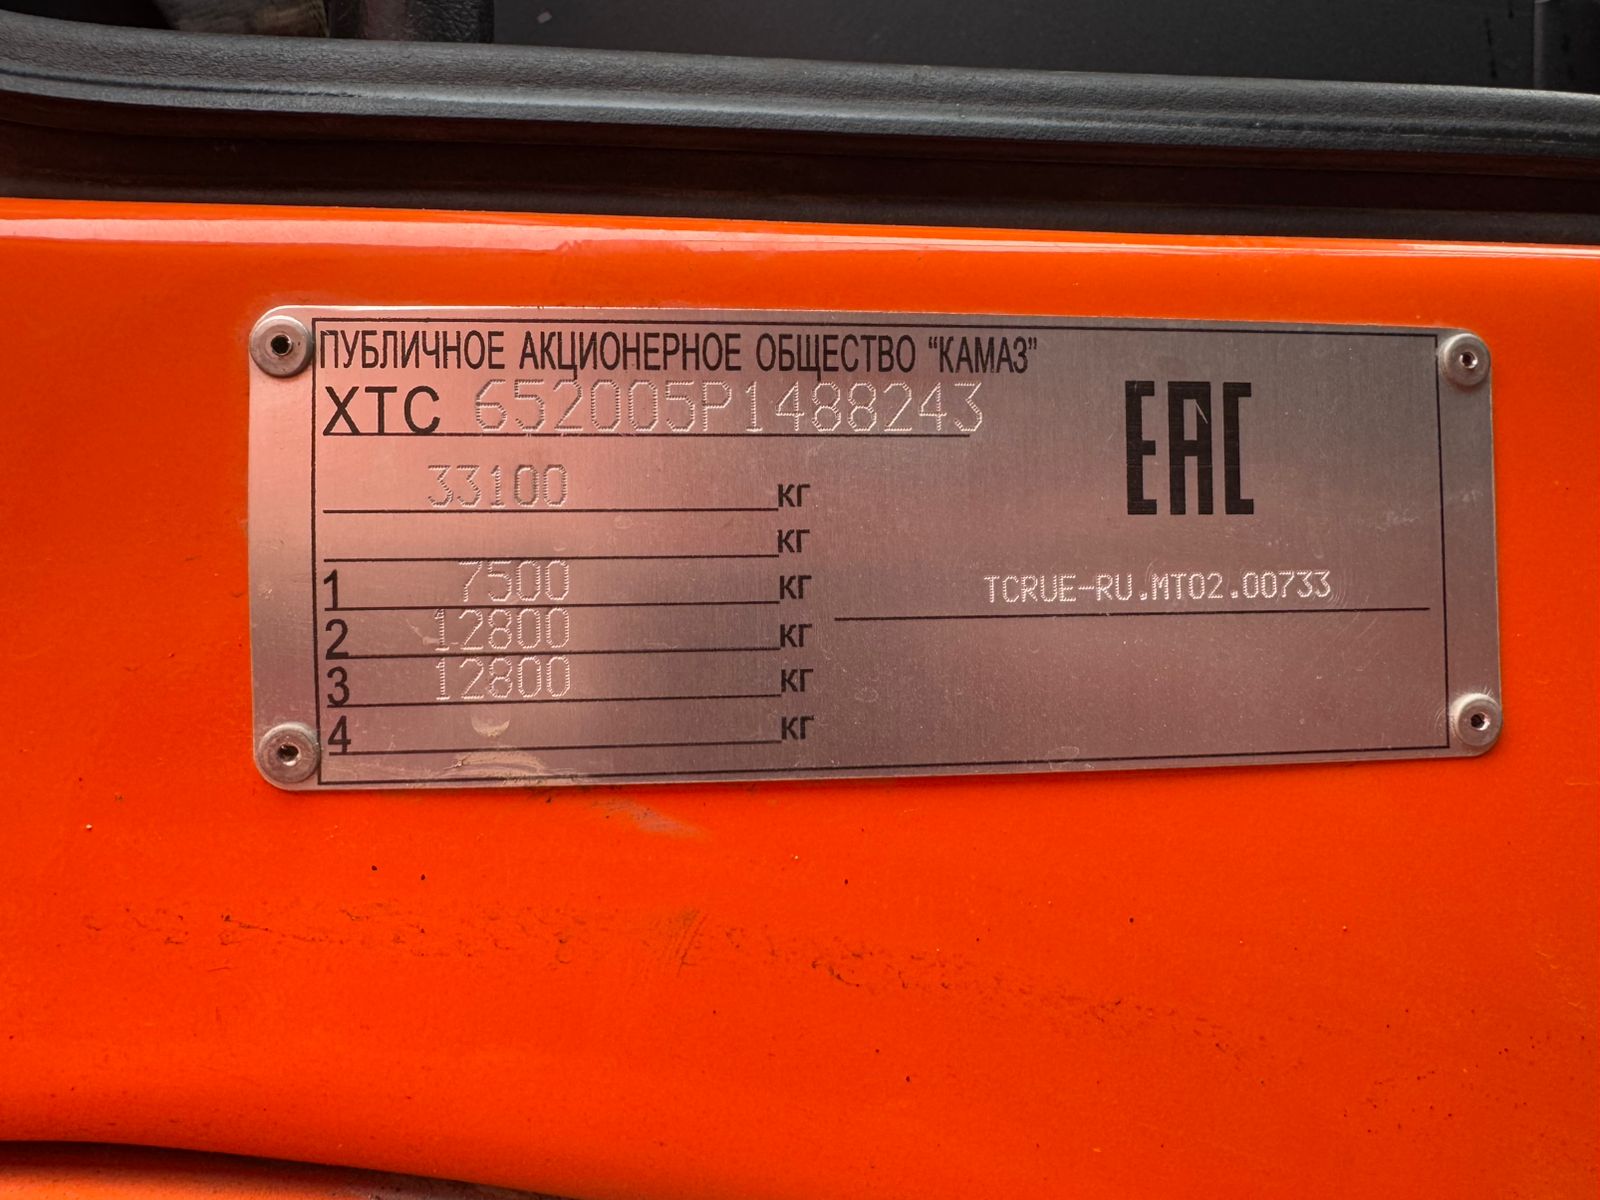 ПУБЛИЧНОЕ АКЦИОНЕРНОЕ ОБЩЕСТВО “КАМАЗ”
XTC 652005P1488243
EAC
33100 кг
кг
1 7500 кг
TCRUE-RU.MT02.00733
2 12800 кг
3 12800 кг
4 кг